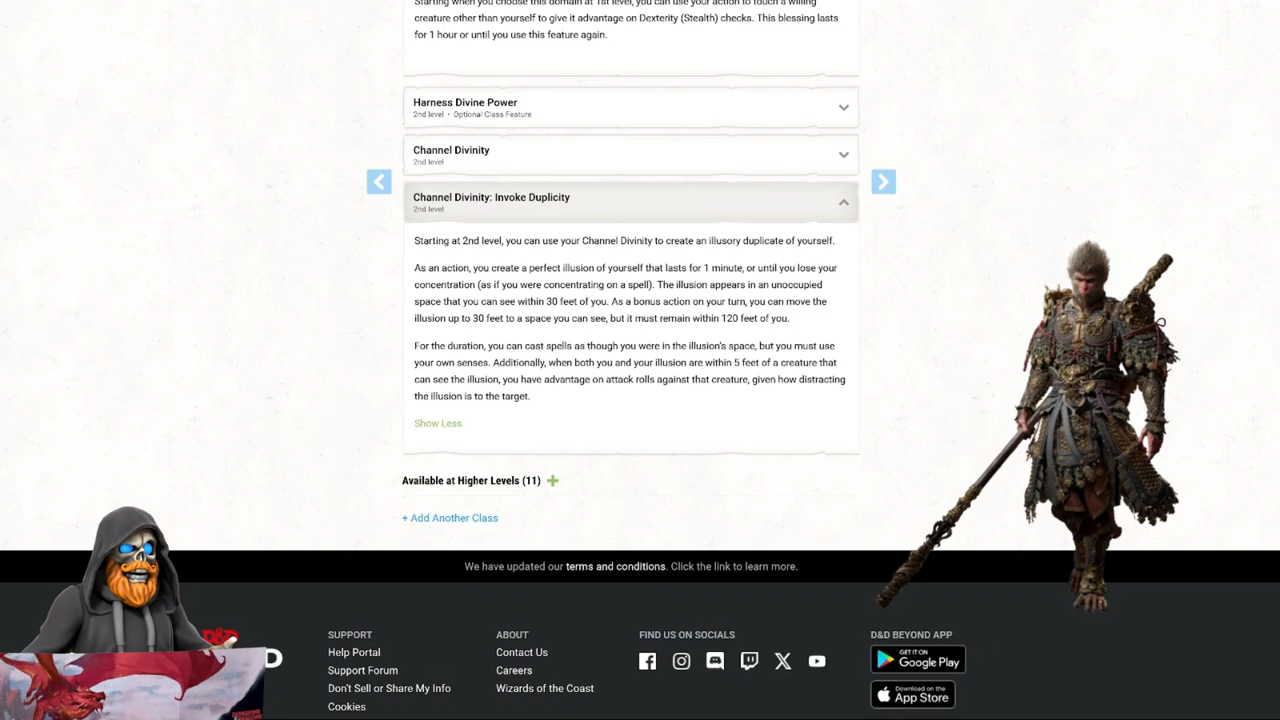 Starting when you choose this domain at 1st level, you can use your action to touch a willing
creature other than yourself to give it advantage on Dexterity (Stealth) checks. This blessing lasts
for 1 hour or until you use this feature again.
Harness Divine Power
2nd level • Optional Class Feature
Channel Divinity
2nd level
Channel Divinity: Invoke Duplicity
2nd level
Starting at 2nd level, you can use your Channel Divinity to create an illusory duplicate of yourself.
As an action, you create a perfect illusion of yourself that lasts for 1 minute, or until you lose your
concentration (as if you were concentrating on a spell). The illusion appears in an unoccupied
space that you can see within 30 feet of you. As a bonus action on your turn, you can move the
illusion up to 30 feet to a space you can see, but it must remain within 120 feet of you.
For the duration, you can cast spells as though you were in the illusion's space, but you must use
your own senses. Additionally, when both you and your illusion are within 5 feet of a creature that
can see the illusion, you have advantage on attack rolls against that creature, given how distracting
the illusion is to the target.
Show Less
Available at Higher Levels (11)
+ Add Another Class
We have updated our terms and conditions. Click the link to learn more.
D&D
D
SUPPORT
Help Portal
Support Forum
Don't Sell or Share My Info
Cookies
ABOUT
Contact Us
Careers
Wizards of the Coast
FIND US ON SOCIALS
D&D BEYOND APP
GET IT ON
Google Play
Download on the
App Store
DUNGEONS